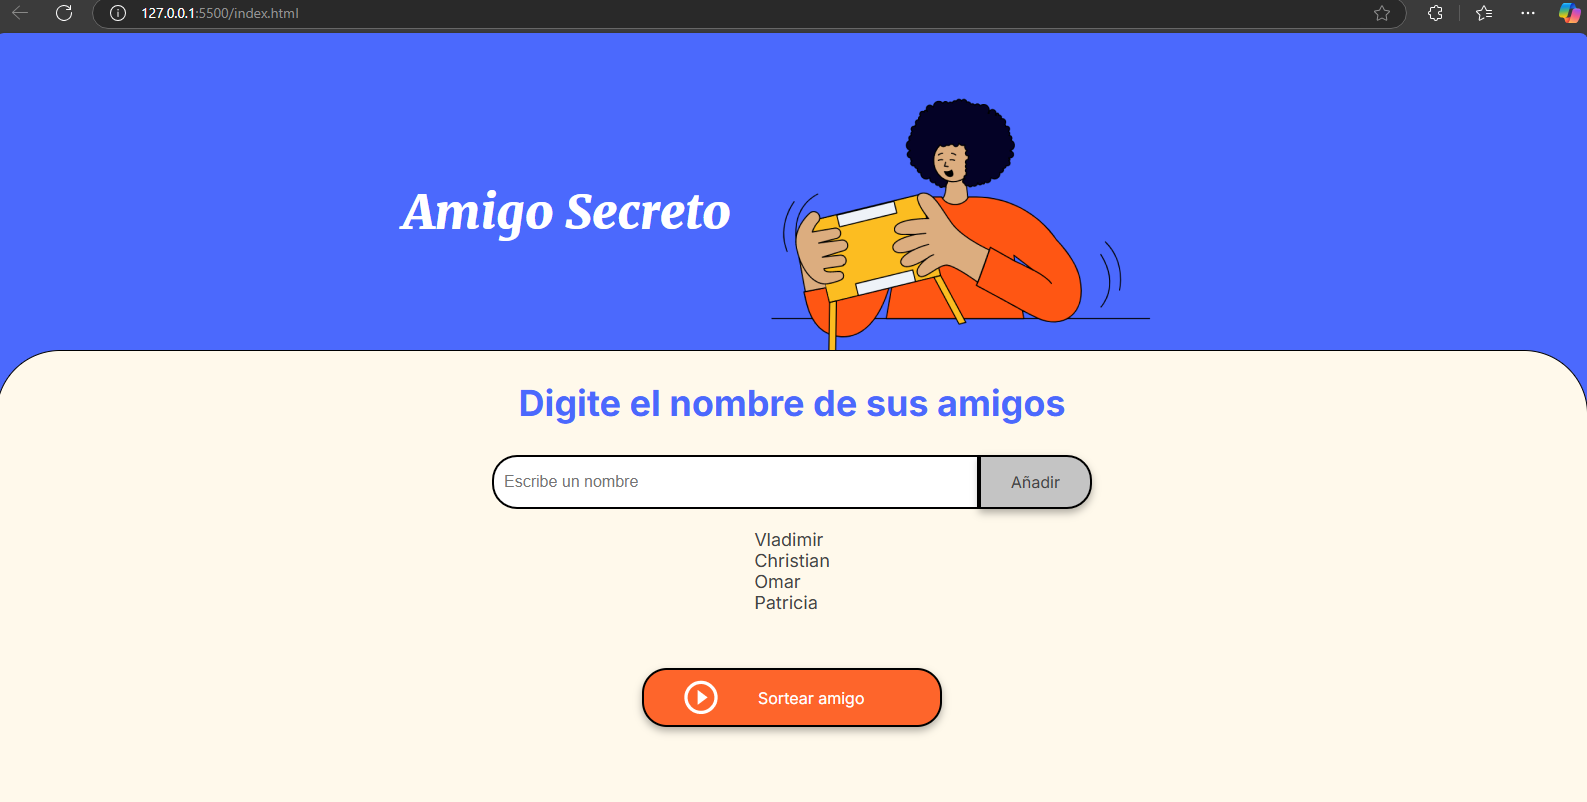 127.0.0.1:5500/index.html
Amigo Secreto
Digite el nombre de sus amigos
Escribe un nombre
Añadir
Vladimir
Christian
Omar
Patricia
Sortear amigo